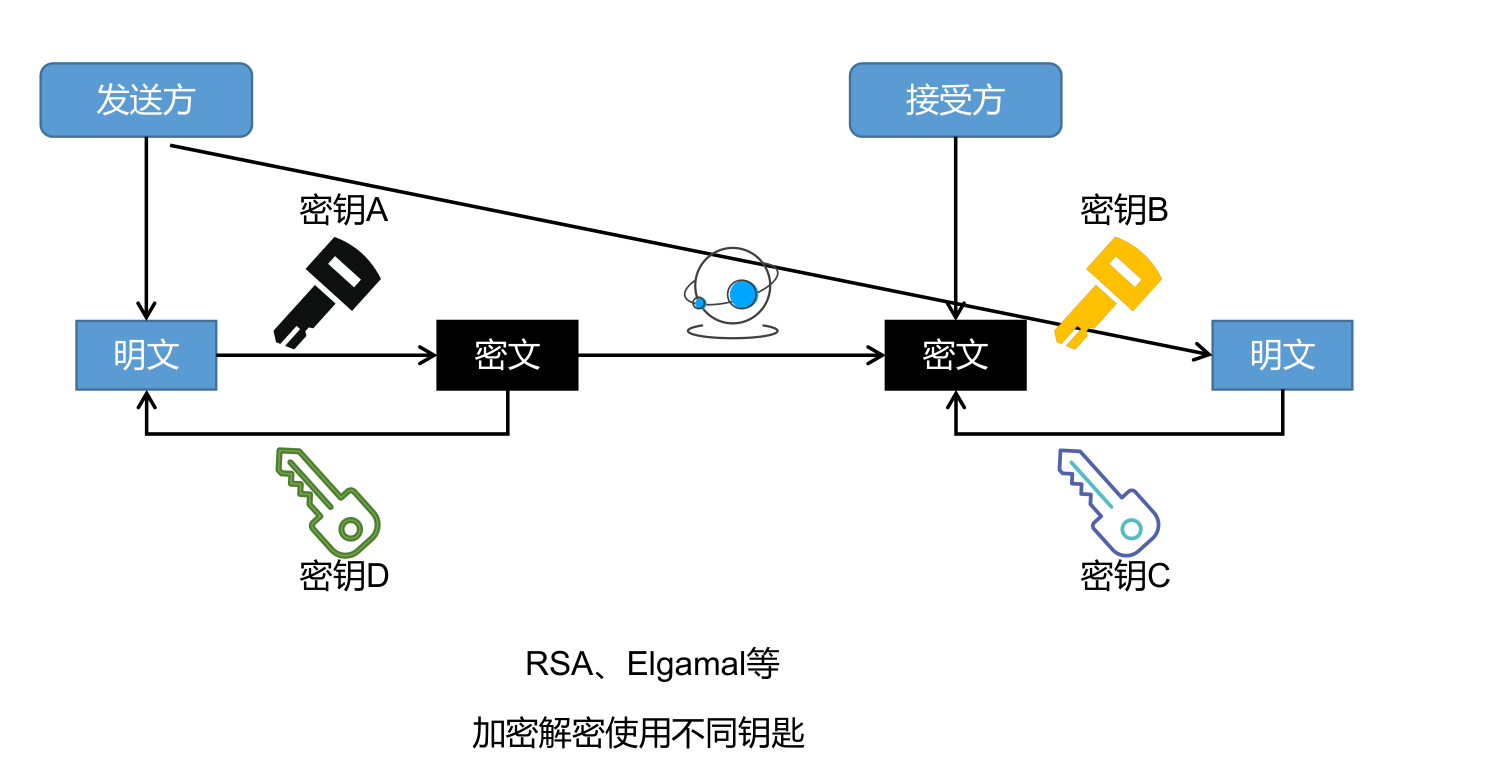 发送方
接受方
密钥A
密钥B
明文
密文
密文
明文
密钥D
密钥C
RSA、Elgamal等
加密解密使用不同钥匙